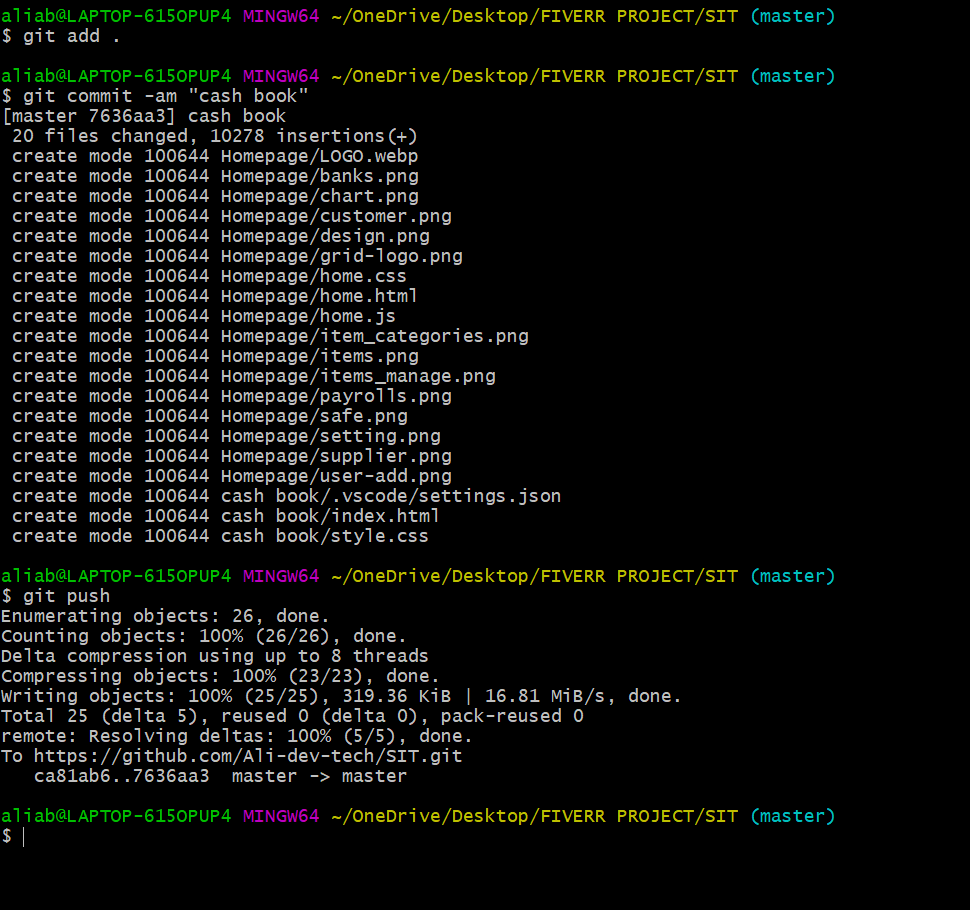 aliab@LAPTOP-615OPUP4 MINGW64 ~/OneDrive/Desktop/FIVERR PROJECT/SIT (master)
$ git add .
aliab@LAPTOP-615OPUP4 MINGW64 ~/OneDrive/Desktop/FIVERR PROJECT/SIT (master)
$ git commit -am "cash book"
[master 7636aa3] cash book
 20 files changed, 10278 insertions(+)
 create mode 100644 Homepage/LOGO.webp
 create mode 100644 Homepage/banks.png
 create mode 100644 Homepage/chart.png
 create mode 100644 Homepage/customer.png
 create mode 100644 Homepage/design.png
 create mode 100644 Homepage/grid-logo.png
 create mode 100644 Homepage/home.css
 create mode 100644 Homepage/home.html
 create mode 100644 Homepage/home.js
 create mode 100644 Homepage/item_categories.png
 create mode 100644 Homepage/items.png
 create mode 100644 Homepage/items_manage.png
 create mode 100644 Homepage/payrolls.png
 create mode 100644 Homepage/safe.png
 create mode 100644 Homepage/setting.png
 create mode 100644 Homepage/supplier.png
 create mode 100644 Homepage/user-add.png
 create mode 100644 cash book/.vscode/settings.json
 create mode 100644 cash book/index.html
 create mode 100644 cash book/style.css
aliab@LAPTOP-615OPUP4 MINGW64 ~/OneDrive/Desktop/FIVERR PROJECT/SIT (master)
$ git push
Enumerating objects: 26, done.
Counting objects: 100% (26/26), done.
Delta compression using up to 8 threads
Compressing objects: 100% (23/23), done.
Writing objects: 100% (25/25), 319.36 KiB | 16.81 MiB/s, done.
Total 25 (delta 5), reused 0 (delta 0), pack-reused 0
remote: Resolving deltas: 100% (5/5), done.
To https://github.com/Ali-dev-tech/SIT.git
   ca81ab6..7636aa3  master -> master
aliab@LAPTOP-615OPUP4 MINGW64 ~/OneDrive/Desktop/FIVERR PROJECT/SIT (master)
$